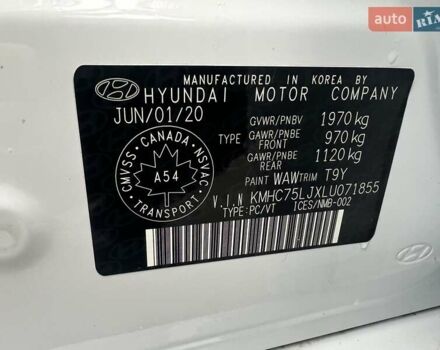 auto RIA
MANUFACTURED IN KOREA BY
HYUNDAI MOTOR COMPANY
JUN/01/20
GVWR/PNBV 1970 kg
TYPE GAWR/PNBE FRONT 970 kg
GAWR/PNBE REAR 1120 kg
PAINT WAW TRIM T9Y
CMVSS · CANADA · NSVAC
A54
TRANSPORT
V.I.N KMHC75LJXLU071855
TYPE:PC/VT ICES/NMB-002